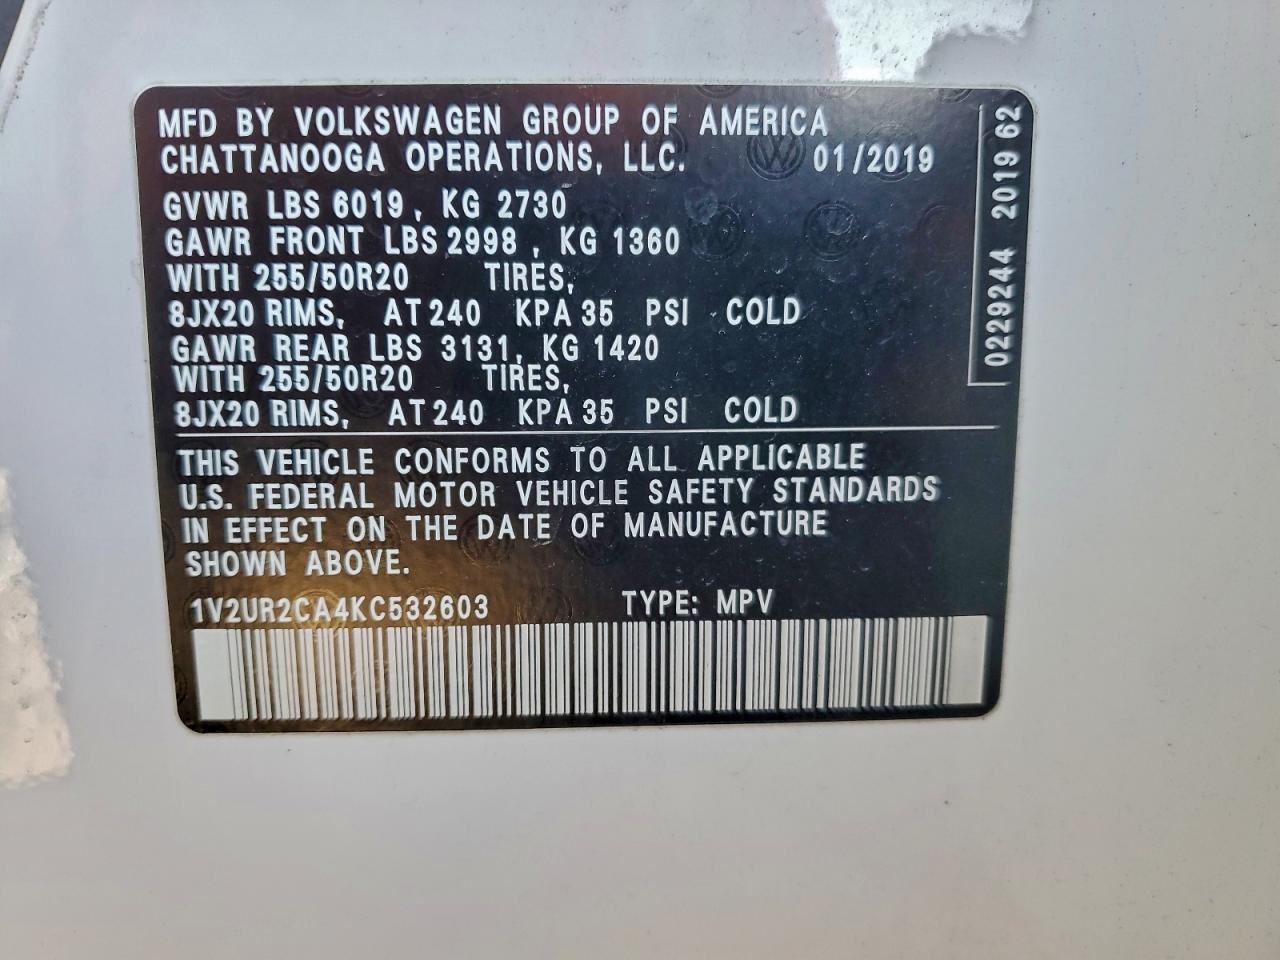 MFD BY VOLKSWAGEN GROUP OF AMERICA
CHATTANOOGA OPERATIONS, LLC. 01/2019
GVWR LBS 6019, KG 2730
GAWR FRONT LBS 2998, KG 1360
WITH 255/50R20 TIRES,
8JX20 RIMS, AT 240 KPA 35 PSI COLD
GAWR REAR LBS 3131, KG 1420
WITH 255/50R20 TIRES,
8JX20 RIMS, AT 240 KPA 35 PSI COLD
THIS VEHICLE CONFORMS TO ALL APPLICABLE
U.S. FEDERAL MOTOR VEHICLE SAFETY STANDARDS
IN EFFECT ON THE DATE OF MANUFACTURE
SHOWN ABOVE.
1V2UR2CA4KC532603 TYPE: MPV
0229244 2019 62